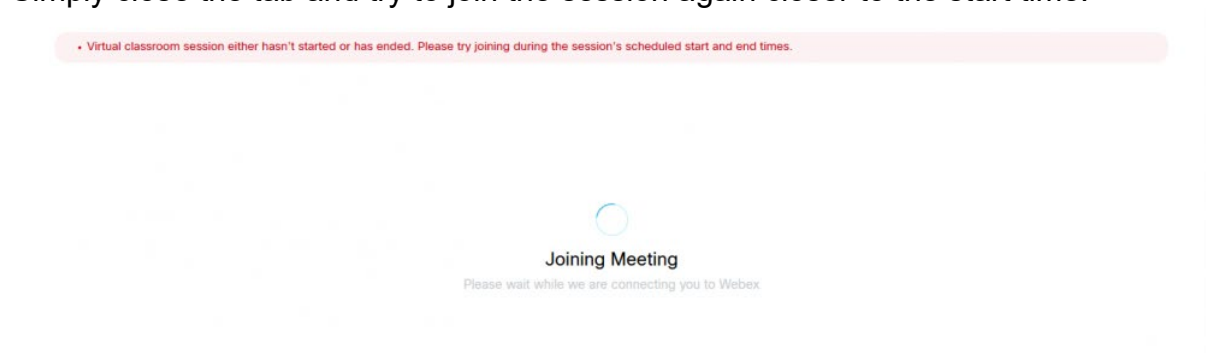 Simply close the tab and try to join the session again closer to the start time.
• Virtual classroom session either hasn't started or has ended. Please try joining during the session's scheduled start and end times.
Joining Meeting
Please wait while we are connecting you to Webex